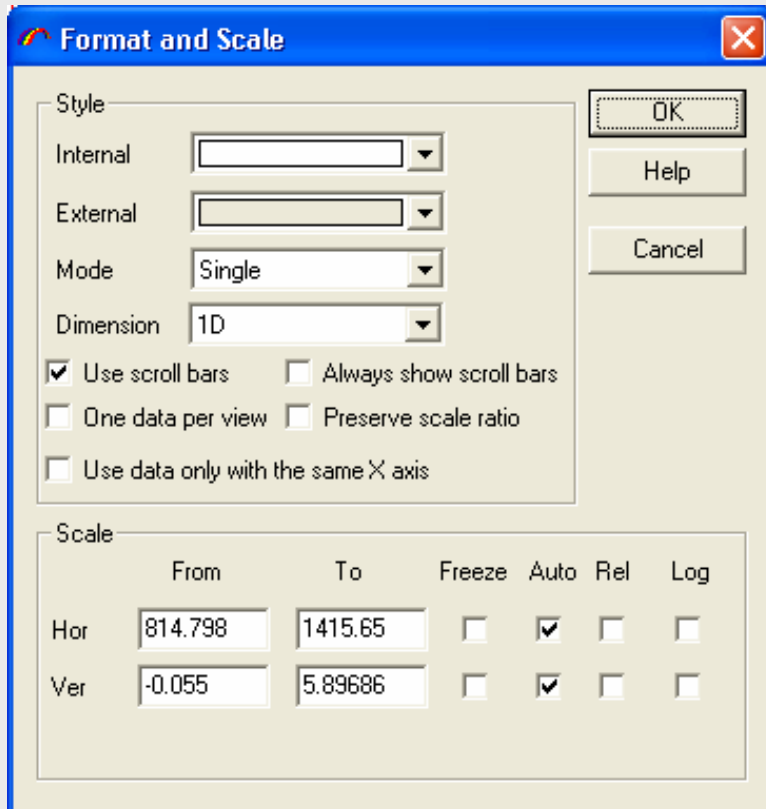 Format and Scale
Style
Internal
External
Mode Single
Dimension 1D
Use scroll bars Always show scroll bars
One data per view Preserve scale ratio
Use data only with the same X axis
OK
Help
Cancel
Scale
From To Freeze Auto Rel Log
Hor 814.798 1415.65
Ver -0.055 5.89686